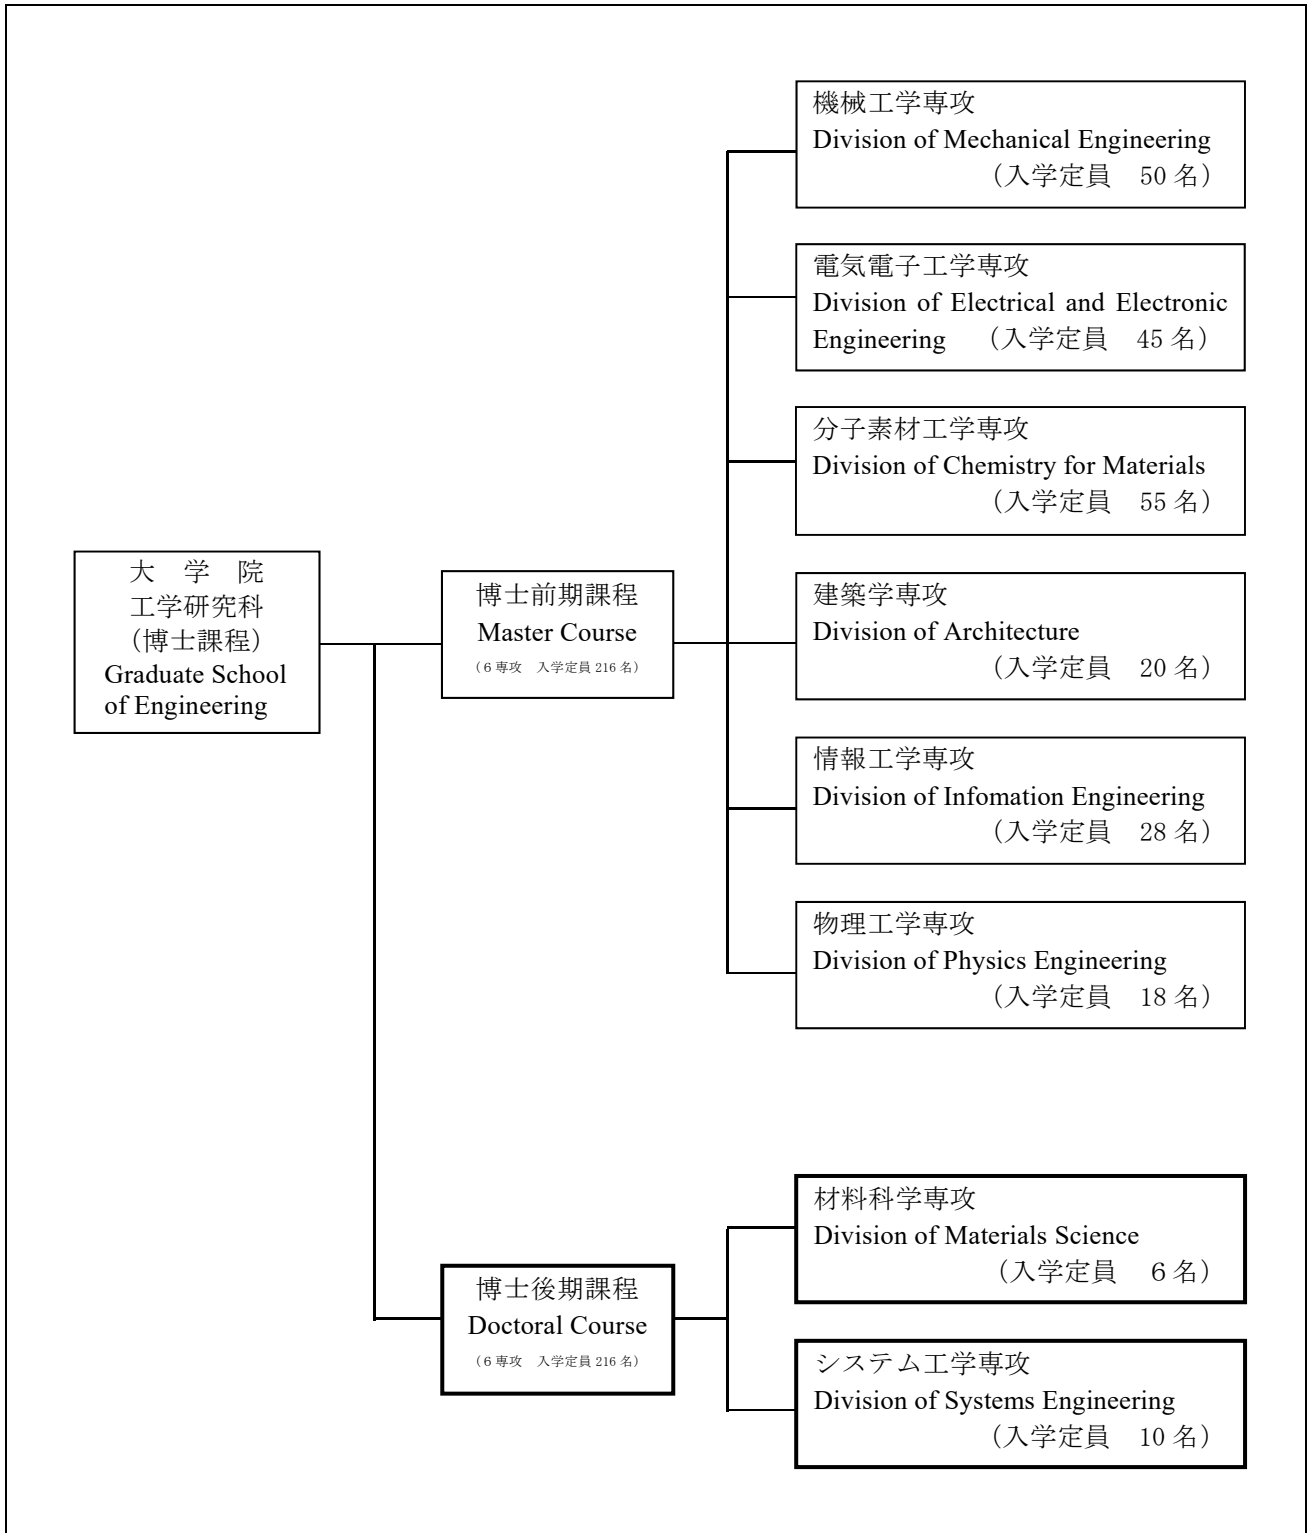 大　学　院
工学研究科
（博士課程）
Graduate School
of Engineering
博士前期課程
Master Course
（6 専攻　入学定員 216 名）
機械工学専攻
Division of Mechanical Engineering
（入学定員　50 名）
電気電子工学専攻
Division of Electrical and Electronic
Engineering　（入学定員　45 名）
分子素材工学専攻
Division of Chemistry for Materials
（入学定員　55 名）
建築学専攻
Division of Architecture
（入学定員　20 名）
情報工学専攻
Division of Infomation Engineering
（入学定員　28 名）
物理工学専攻
Division of Physics Engineering
（入学定員　18 名）
博士後期課程
Doctoral Course
（6 専攻　入学定員 216 名）
材料科学専攻
Division of Materials Science
（入学定員　６名）
システム工学専攻
Division of Systems Engineering
（入学定員　10 名）